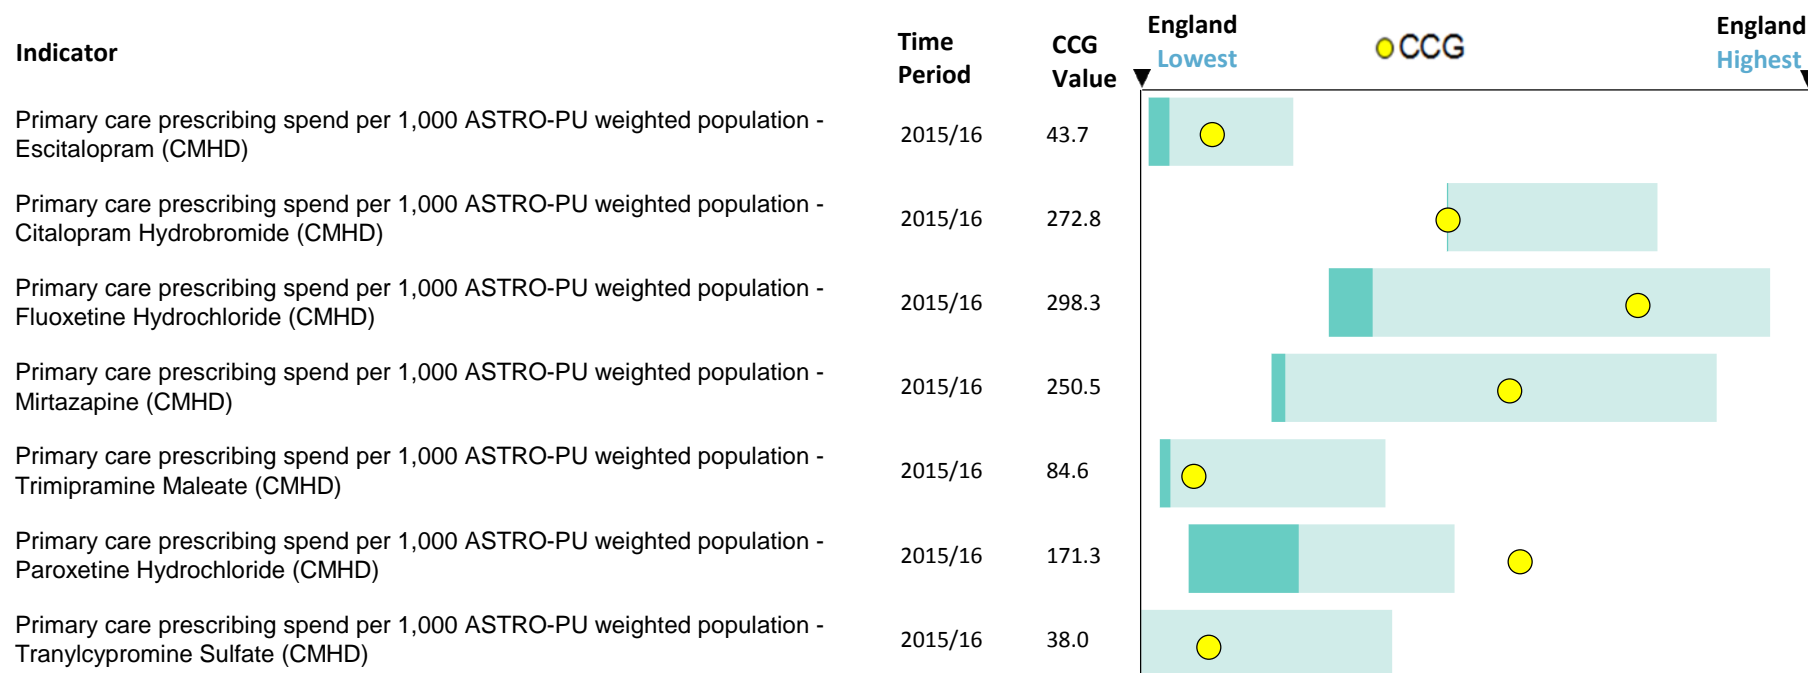 Indicator
Time
Period
CCG
Value
England
Lowest
CCG
England
Highest
Primary care prescribing spend per 1,000 ASTRO-PU weighted population -
Escitalopram (CMHD)
2015/16
43.7
Primary care prescribing spend per 1,000 ASTRO-PU weighted population -
Citalopram Hydrobromide (CMHD)
2015/16
272.8
Primary care prescribing spend per 1,000 ASTRO-PU weighted population -
Fluoxetine Hydrochloride (CMHD)
2015/16
298.3
Primary care prescribing spend per 1,000 ASTRO-PU weighted population -
Mirtazapine (CMHD)
2015/16
250.5
Primary care prescribing spend per 1,000 ASTRO-PU weighted population -
Trimipramine Maleate (CMHD)
2015/16
84.6
Primary care prescribing spend per 1,000 ASTRO-PU weighted population -
Paroxetine Hydrochloride (CMHD)
2015/16
171.3
Primary care prescribing spend per 1,000 ASTRO-PU weighted population -
Tranylcypromine Sulfate (CMHD)
2015/16
38.0